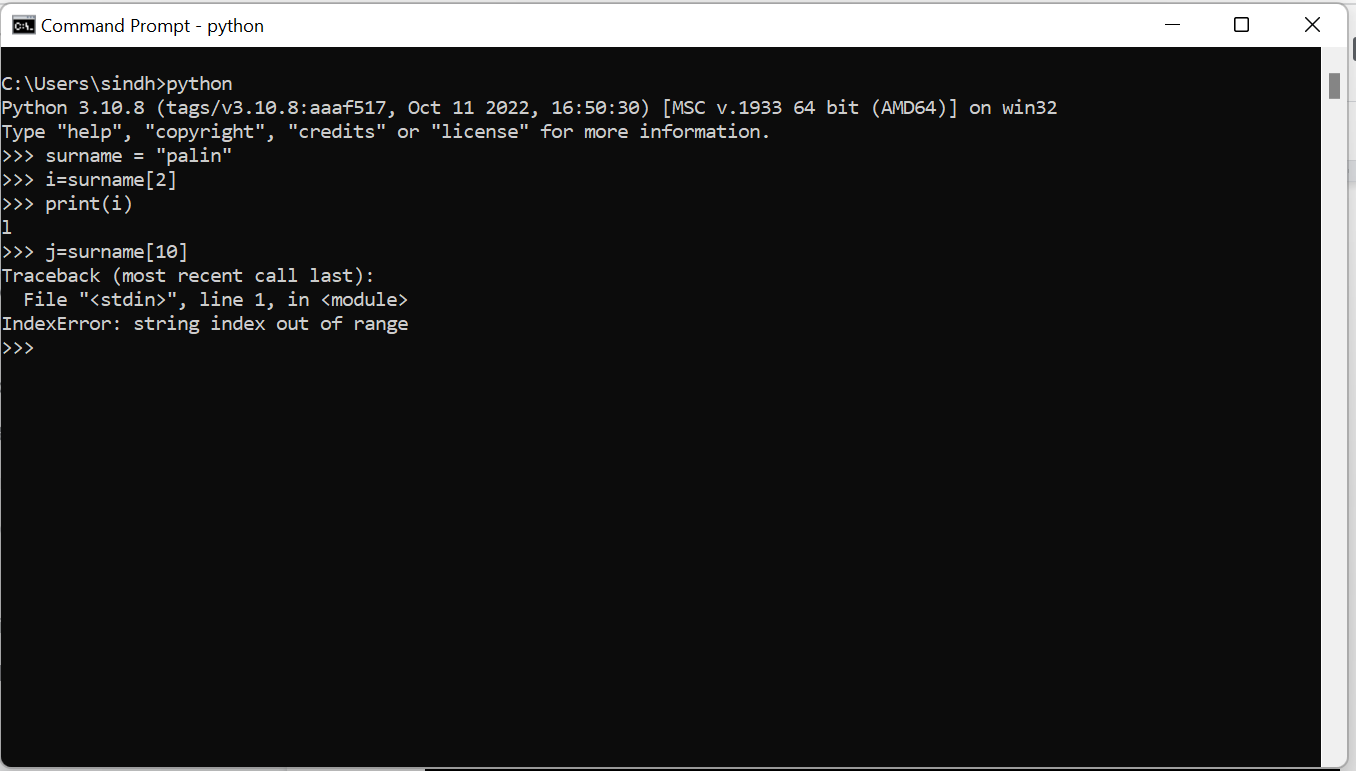 Command Prompt - python
C:\Users\sindh>python
Python 3.10.8 (tags/v3.10.8:aaaf517, Oct 11 2022, 16:50:30) [MSC v.1933 64 bit (AMD64)] on win32
Type "help", "copyright", "credits" or "license" for more information.
>>> surname = "palin"
>>> i=surname[2]
>>> print(i)
l
>>> j=surname[10]
Traceback (most recent call last):
  File "<stdin>", line 1, in <module>
IndexError: string index out of range
>>>